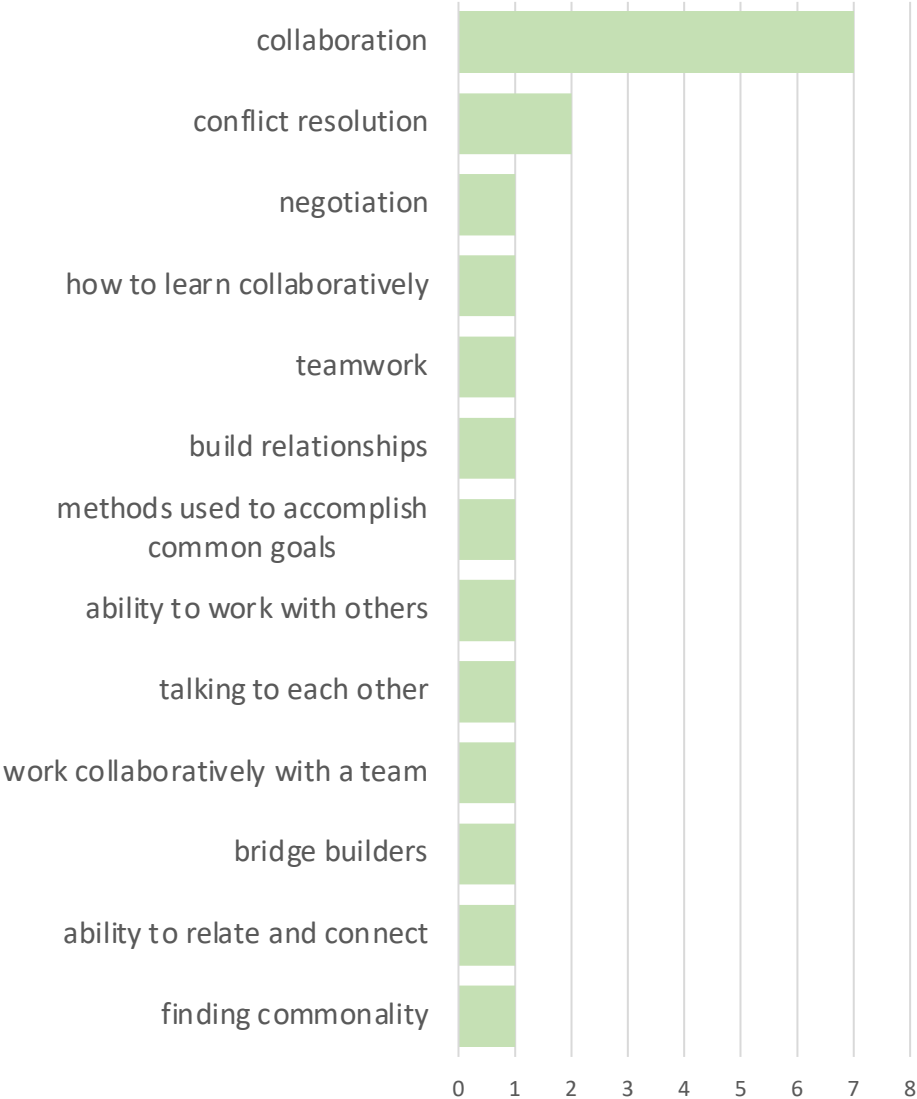 collaboration
conflict resolution
negotiation
how to learn collaboratively
teamwork
build relationships
methods used to accomplish
common goals
ability to work with others
talking to each other
work collaboratively with a team
bridge builders
ability to relate and connect
finding commonality
0 1 2 3 4 5 6 7 8